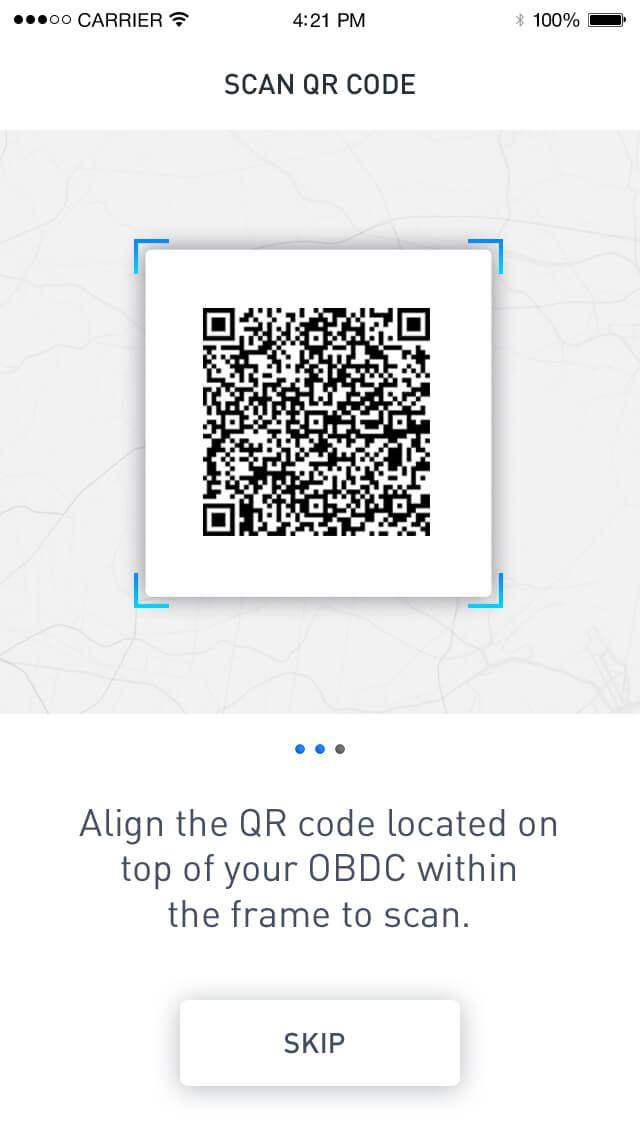 CARRIER 4:21 PM 100%
SCAN QR CODE
Align the QR code located on
top of your OBDC within
the frame to scan.
SKIP